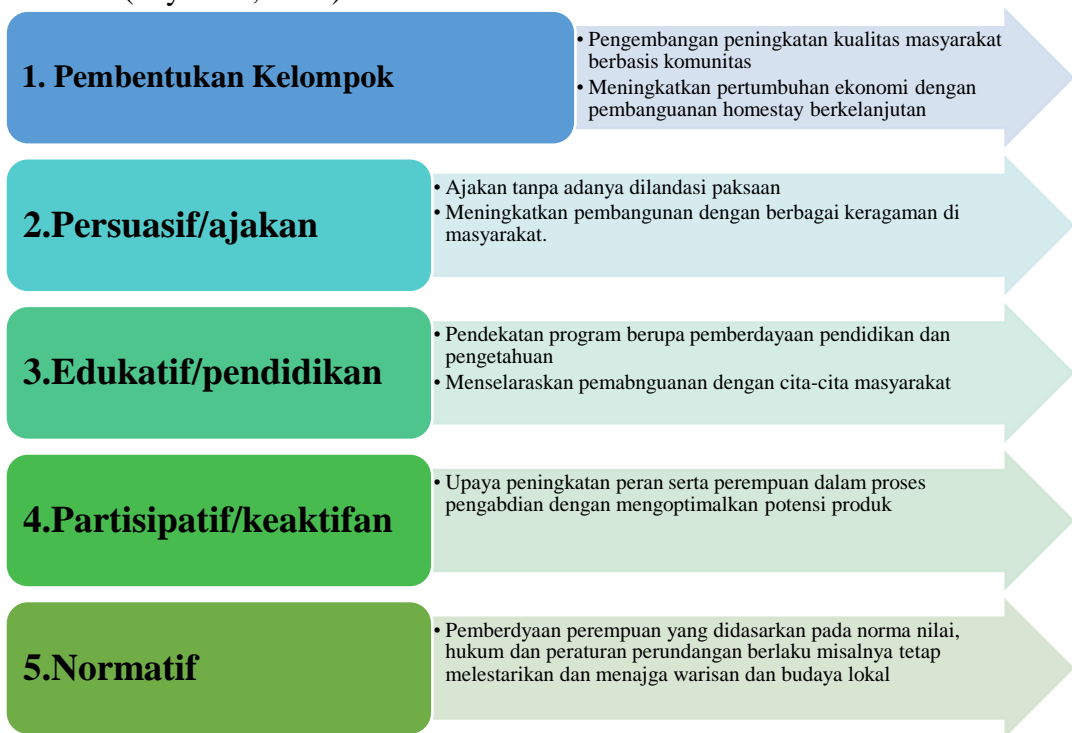 1. Pembentukan Kelompok
• Pengembangan peningkatan kualitas masyarakat
berbasis komunitas
• Meningkatkan pertumbuhan ekonomi dengan
pembanguanan homestay berkelanjutan
2.Persuasif/ajakan
• Ajakan tanpa adanya dilandasi paksaan
• Meningkatkan pembangunan dengan berbagai keragaman di
masyarakat.
3.Edukatif/pendidikan
• Pendekatan program berupa pemberdayaan pendidikan dan
pengetahuan
• Menselaraskan pemabnguanan dengan cita-cita masyarakat
4.Partisipatif/keaktifan
• Upaya peningkatan peran serta perempuan dalam proses
pengabdian dengan mengoptimalkan potensi produk
5.Normatif
• Pemberdyaan perempuan yang didasarkan pada norma nilai,
hukum dan peraturan perundangan berlaku misalnya tetap
melestarikan dan menajga warisan dan budaya lokal